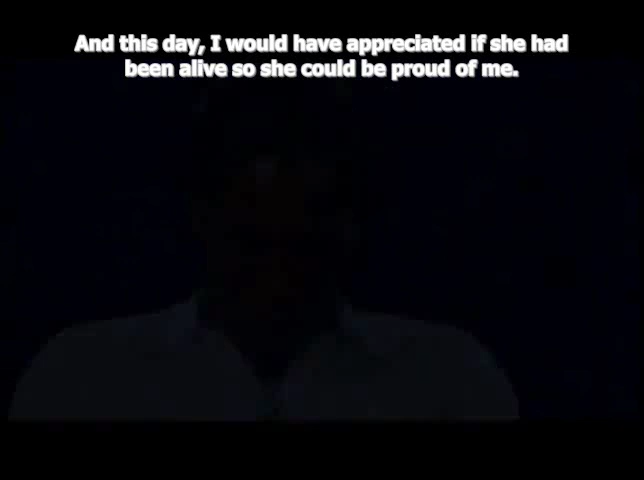 And this day, I would have appreciated if she had
been alive so she could be proud of me.